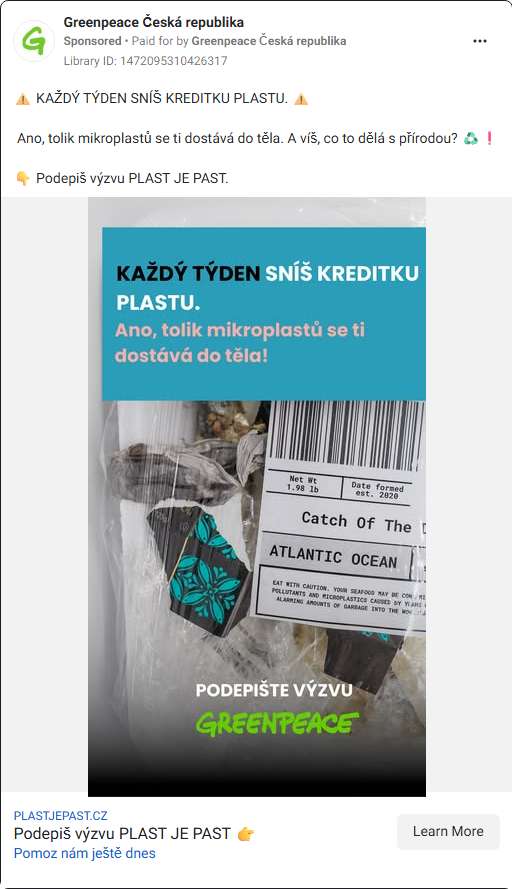 Greenpeace Česká republika
Sponsored • Paid for by Greenpeace Česká republika
Library ID: 1472095310426317
⚠️ KAŽDÝ TÝDEN SNÍŠ KREDITKU PLASTU. ⚠️
Ano, tolik mikroplastů se ti dostává do těla. A víš, co to dělá s přírodou? ♻️❗
👇 Podepiš výzvu PLAST JE PAST.
KAŽDÝ TÝDEN SNÍŠ KREDITKU
PLASTU.
Ano, tolik mikroplastů se ti
dostává do těla!
Net Wt
1.98 lb
Date formed
est. 2020
Catch Of The
ATLANTIC OCEAN
EAT WITH CAUTION. YOUR SEAFOOD MAY BE
POLLUTANTS AND MICROPLASTICS CAUSED BY YEARS
ALARMING AMOUNTS OF GARBAGE INTO THE
PODEPIŠTE VÝZVU
GREENPEACE
PLASTJEPAST.CZ
Podepiš výzvu PLAST JE PAST 👉
Pomoz nám ještě dnes
Learn More